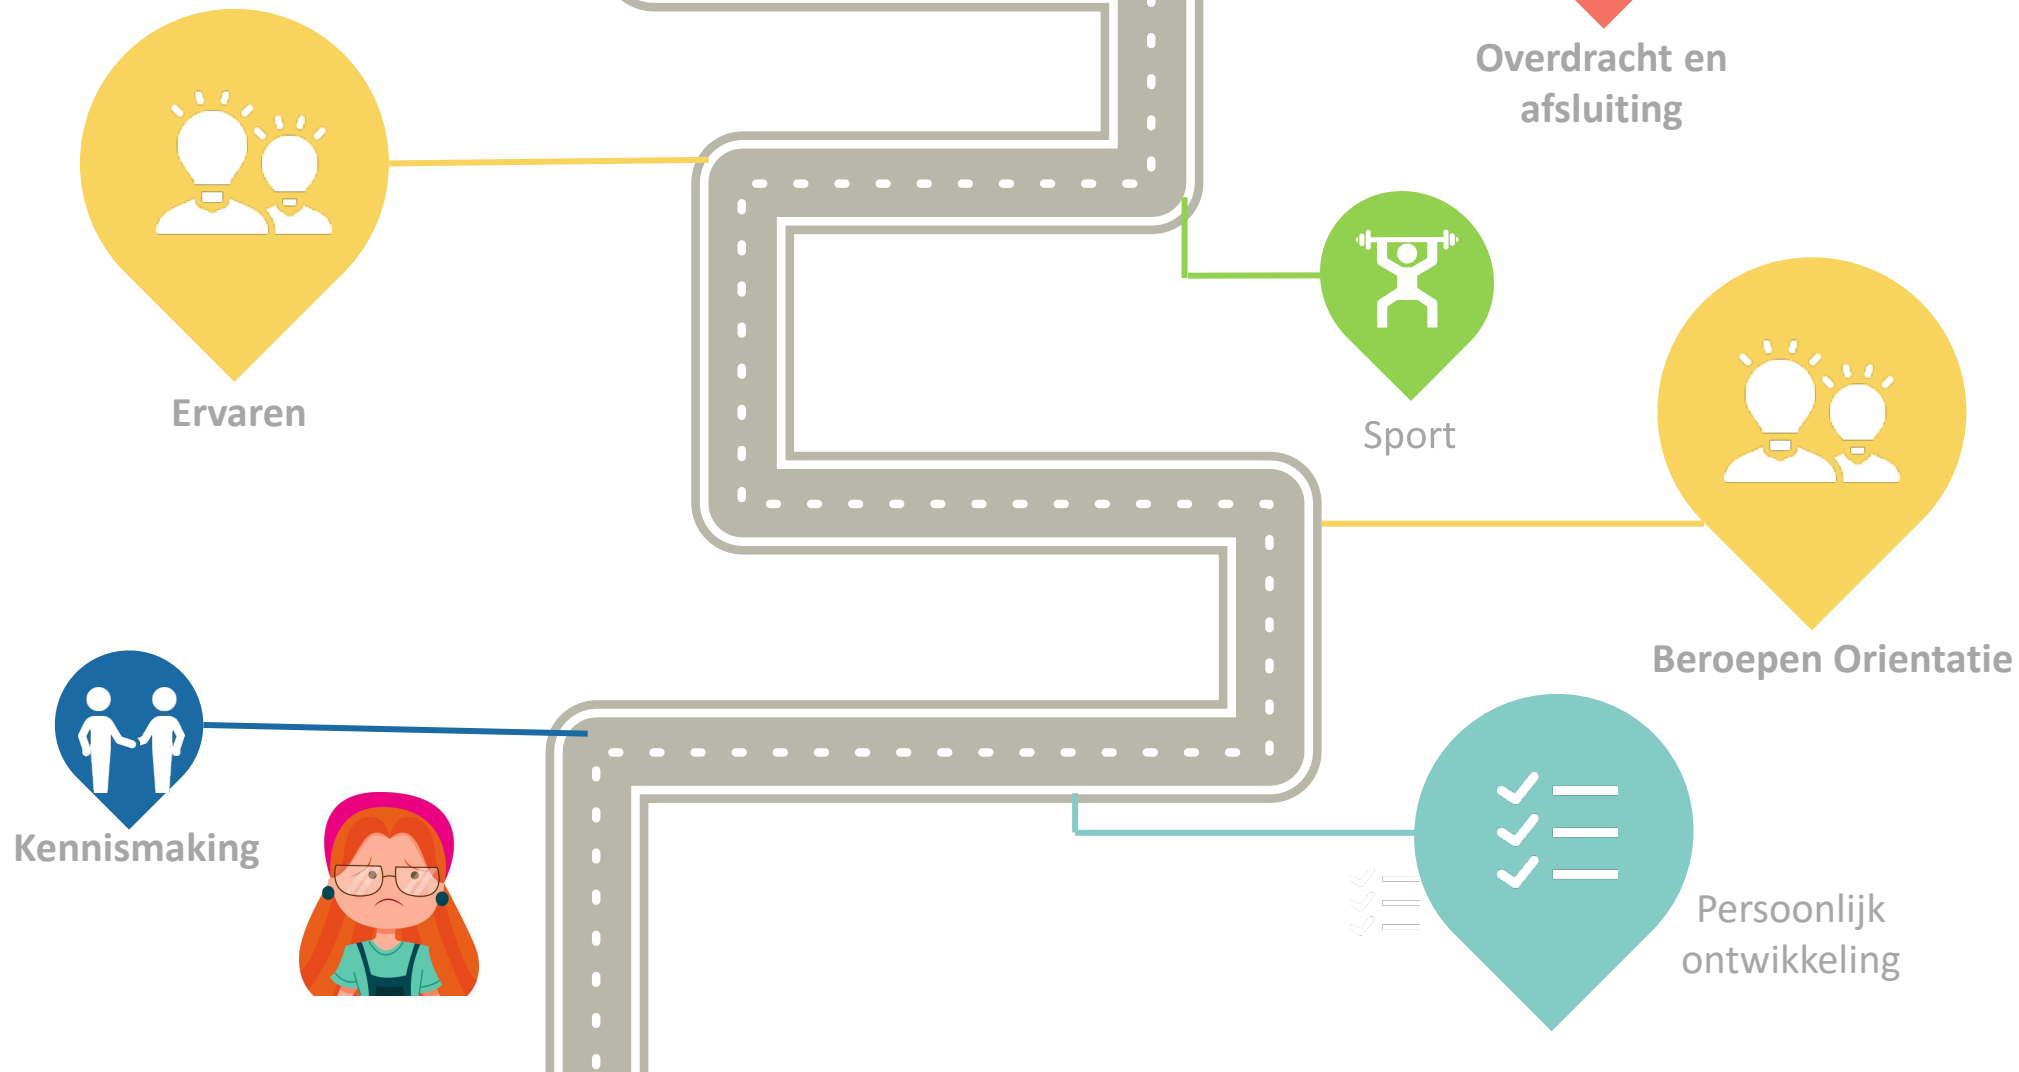 Overdracht en
afsluiting
Ervaren
Sport
Beroepen Orientatie
Kennismaking
Persoonlijk
ontwikkeling